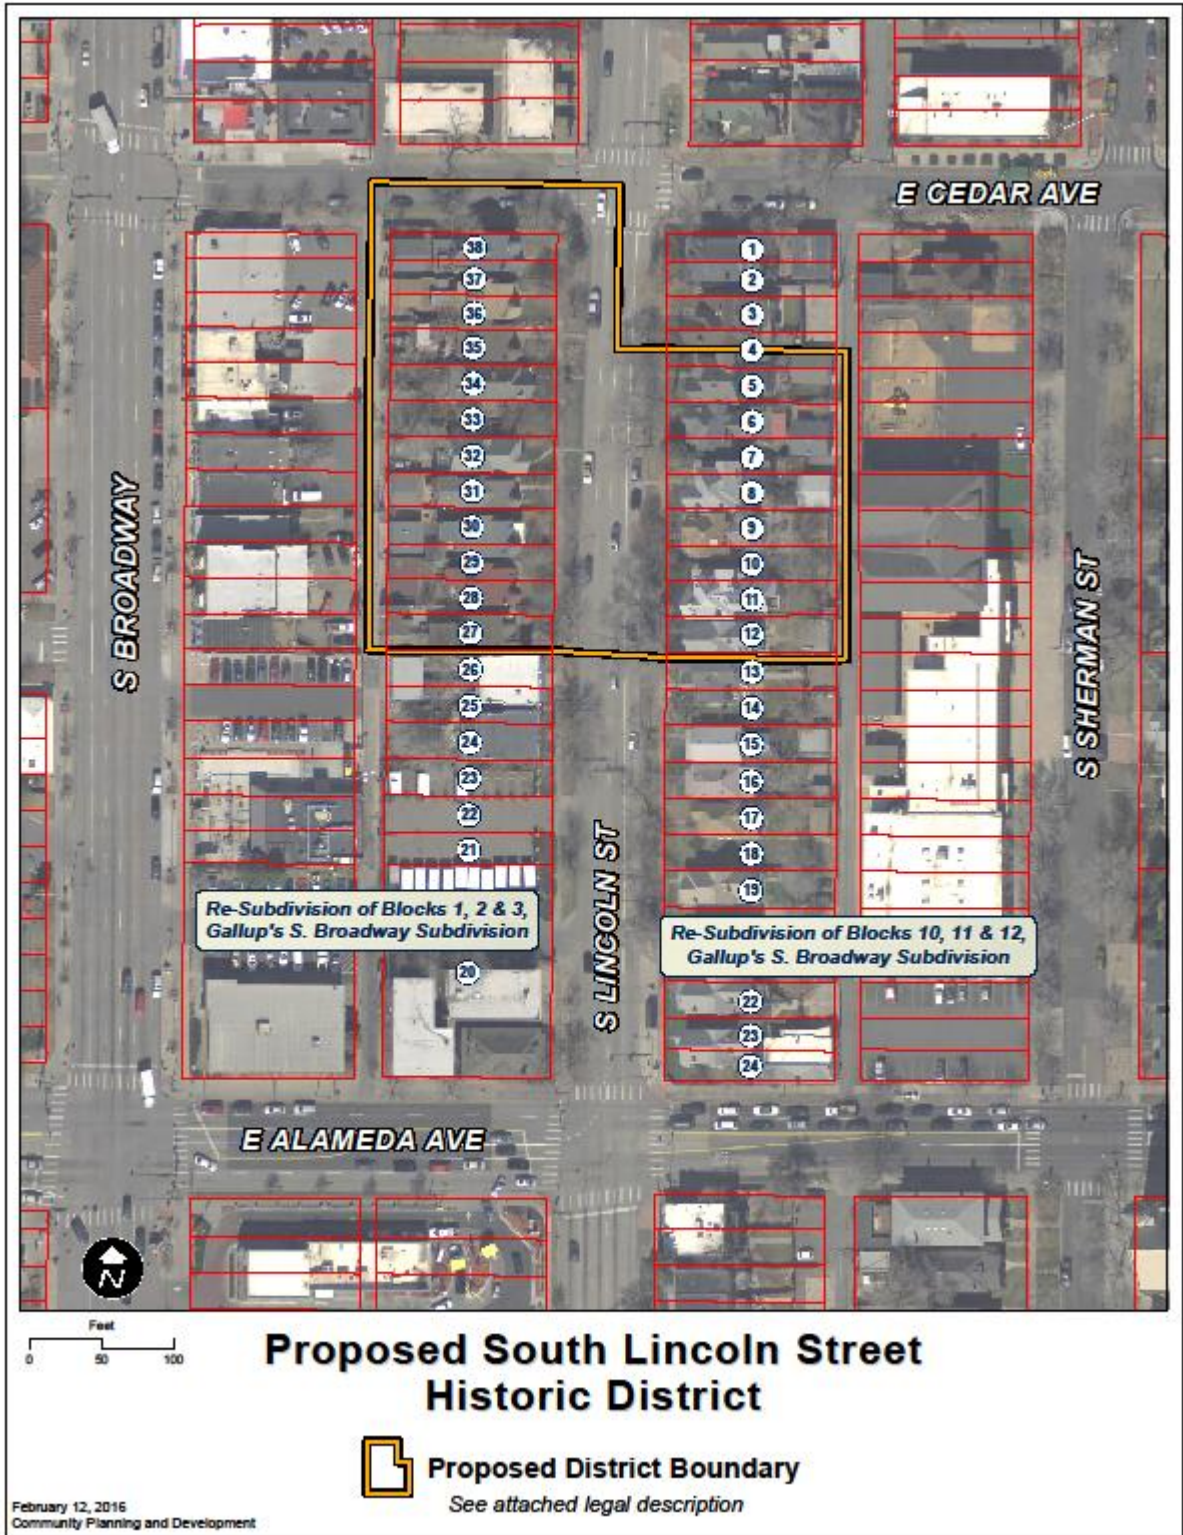 E CEDAR AVE
38
37
36
35
34
33
32
31
30
29
28
27
26
25
24
23
22
21
20
1
2
3
4
5
6
7
8
9
10
11
12
13
14
15
16
17
18
19
22
23
24
S BROADWAY
S SHERMAN ST
S LINCOLN ST
Re-Subdivision of Blocks 1, 2 & 3,
Gallup's S. Broadway Subdivision
Re-Subdivision of Blocks 10, 11 & 12,
Gallup's S. Broadway Subdivision
E ALAMEDA AVE
N
Feet
0 50 100
Proposed South Lincoln Street
Historic District
Proposed District Boundary
See attached legal description
February 12, 2016
Community Planning and Development